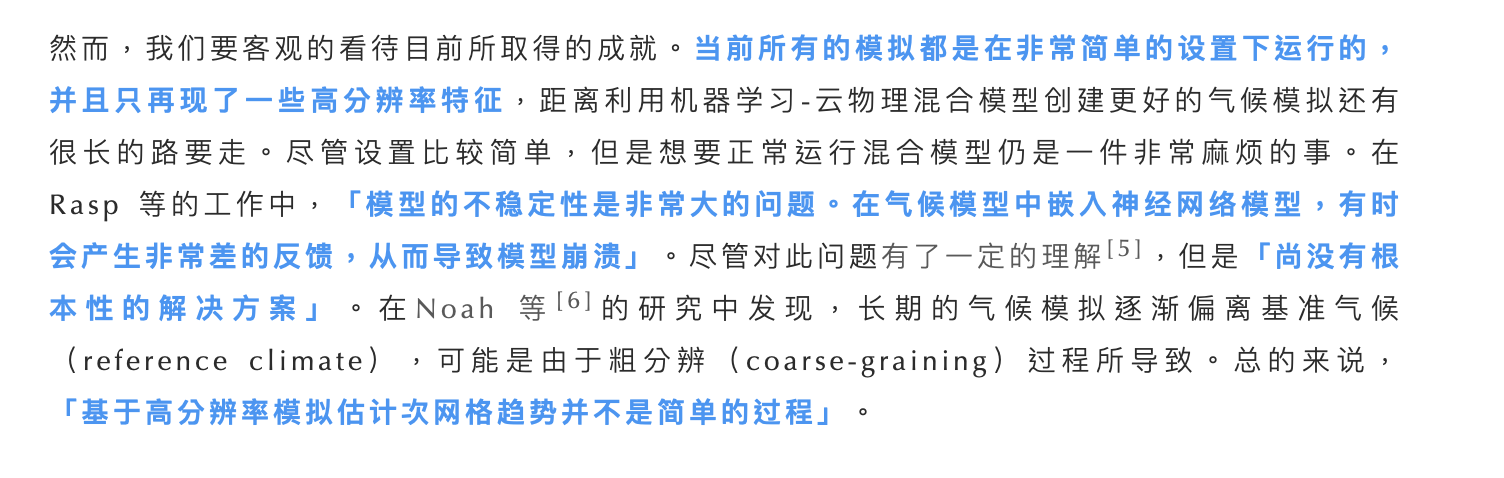 然而，我们要客观的看待目前所取得的成就。当前所有的模拟都是在非常简单的设置下运行的，
并且只再现了一些高分辨率特征，距离利用机器学习-云物理混合模型创建更好的气候模拟还有
很长的路要走。尽管设置比较简单，但是想要正常运行混合模型仍是一件非常麻烦的事。在
Rasp 等的工作中，「模型的不稳定性是非常大的问题。在气候模型中嵌入神经网络模型，有时
会产生非常差的反馈，从而导致模型崩溃」。尽管对此问题有了一定的理解[5]，但是「尚没有根
本性的解决方案」。在Noah 等[6]的研究中发现，长期的气候模拟逐渐偏离基准气候
（reference climate），可能是由于粗分辨（coarse-graining）过程所导致。总的来说，
「基于高分辨率模拟估计次网格趋势并不是简单的过程」。